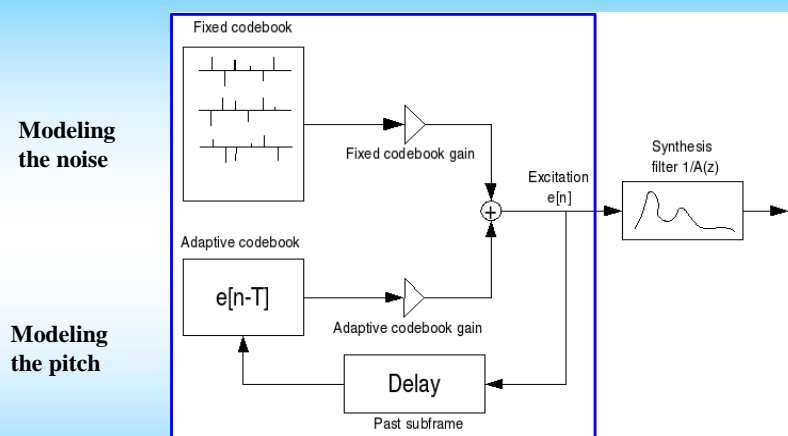 Fixed codebook
Modeling
the noise
Fixed codebook gain
Synthesis
filter 1/A(z)
Excitation
e[n]
+
Adaptive codebook
e[n-T]
Adaptive codebook gain
Modeling
the pitch
Delay
Past subframe